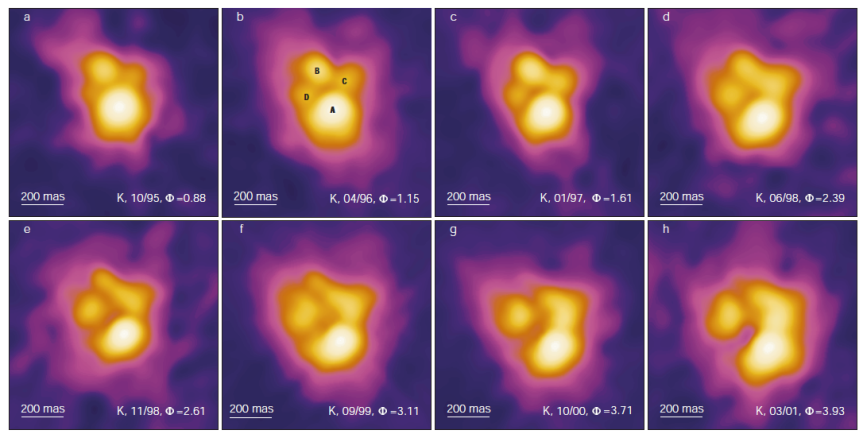 a
200 mas K, 10/95, Φ=0.88
b
B
C
D
A
200 mas K, 04/96, Φ=1.15
c
200 mas K, 01/97, Φ=1.61
d
200 mas K, 06/98, Φ=2.39
e
200 mas K, 11/98, Φ=2.61
f
200 mas K, 09/99, Φ=3.11
g
200 mas K, 10/00, Φ=3.71
h
200 mas K, 03/01, Φ=3.93